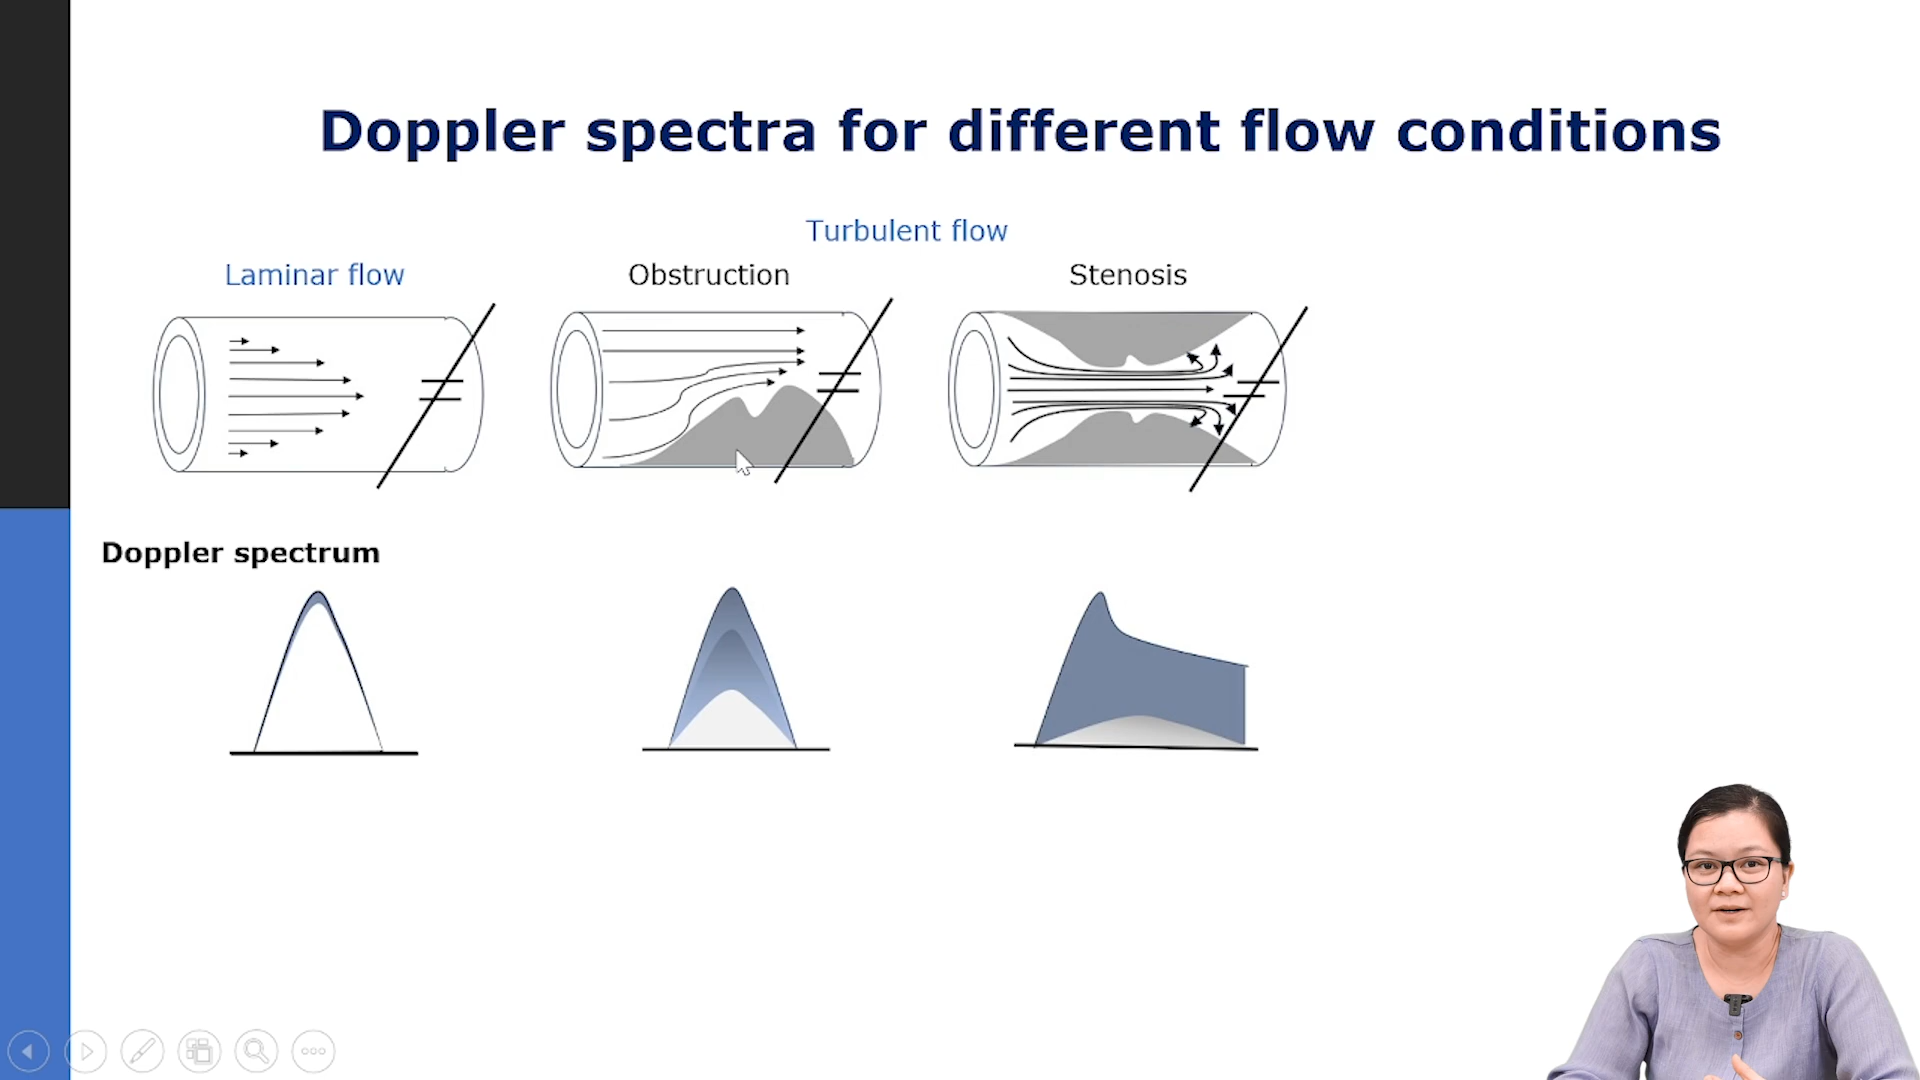 Doppler spectra for different flow conditions
Turbulent flow
Laminar flow
Obstruction
Stenosis
Doppler spectrum